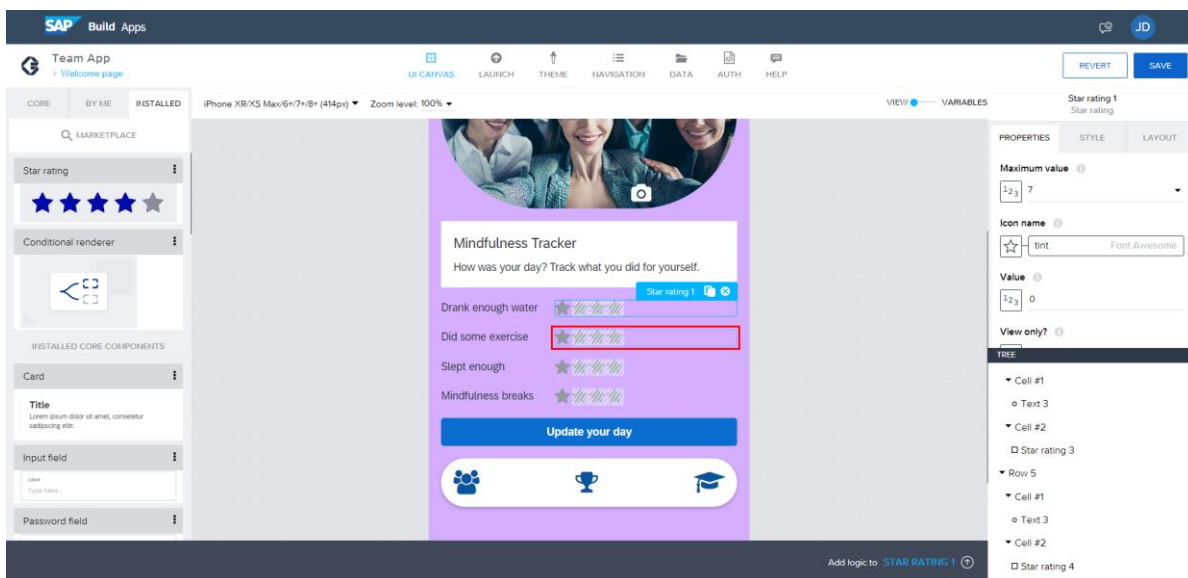 SAP Build Apps
JD
Team App
Welcome page
UI CANVAS LAUNCH THEME NAVIGATION DATA AUTH HELP
REVERT SAVE
CORE BY ME INSTALLED
iPhone XR/XS Max/6+/7+/8+ (414px) Zoom level: 100%
VIEW VARIABLES
Star rating 1
Star rating
MARKETPLACE
PROPERTIES STYLE LAYOUT
Star rating
Maximum value
123 7
Icon name
tint Font Awesome
Value
123 0
View only?
Conditional renderer
INSTALLED CORE COMPONENTS
Card
Title
Lorem ipsum dolor sit amet, consetetur
sadipscing elitr.
Input field
Label
Type here...
Password field
Mindfulness Tracker
How was your day? Track what you did for yourself.
Star rating 1
Drank enough water
Did some exercise
Slept enough
Mindfulness breaks
Update your day
TREE
Cell #1
Text 3
Cell #2
Star rating 3
Row 5
Cell #1
Text 3
Cell #2
Star rating 4
Add logic to STAR RATING 1